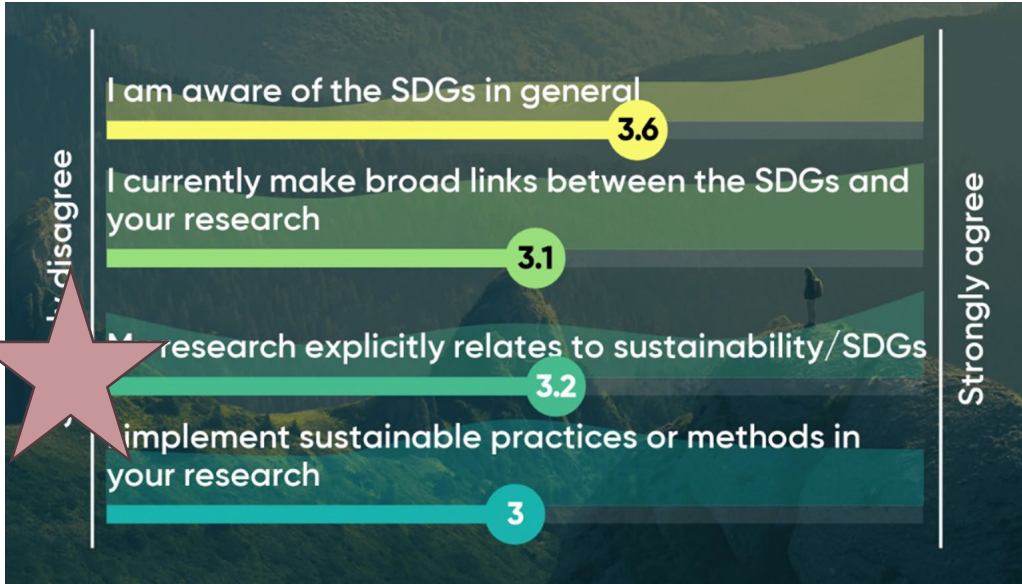 I am aware of the SDGs in general
3.6
I currently make broad links between the SDGs and
your research
3.1
research explicitly relates to sustainability/SDGs
3.2
implement sustainable practices or methods in
your research
3
disagree
Strongly agree